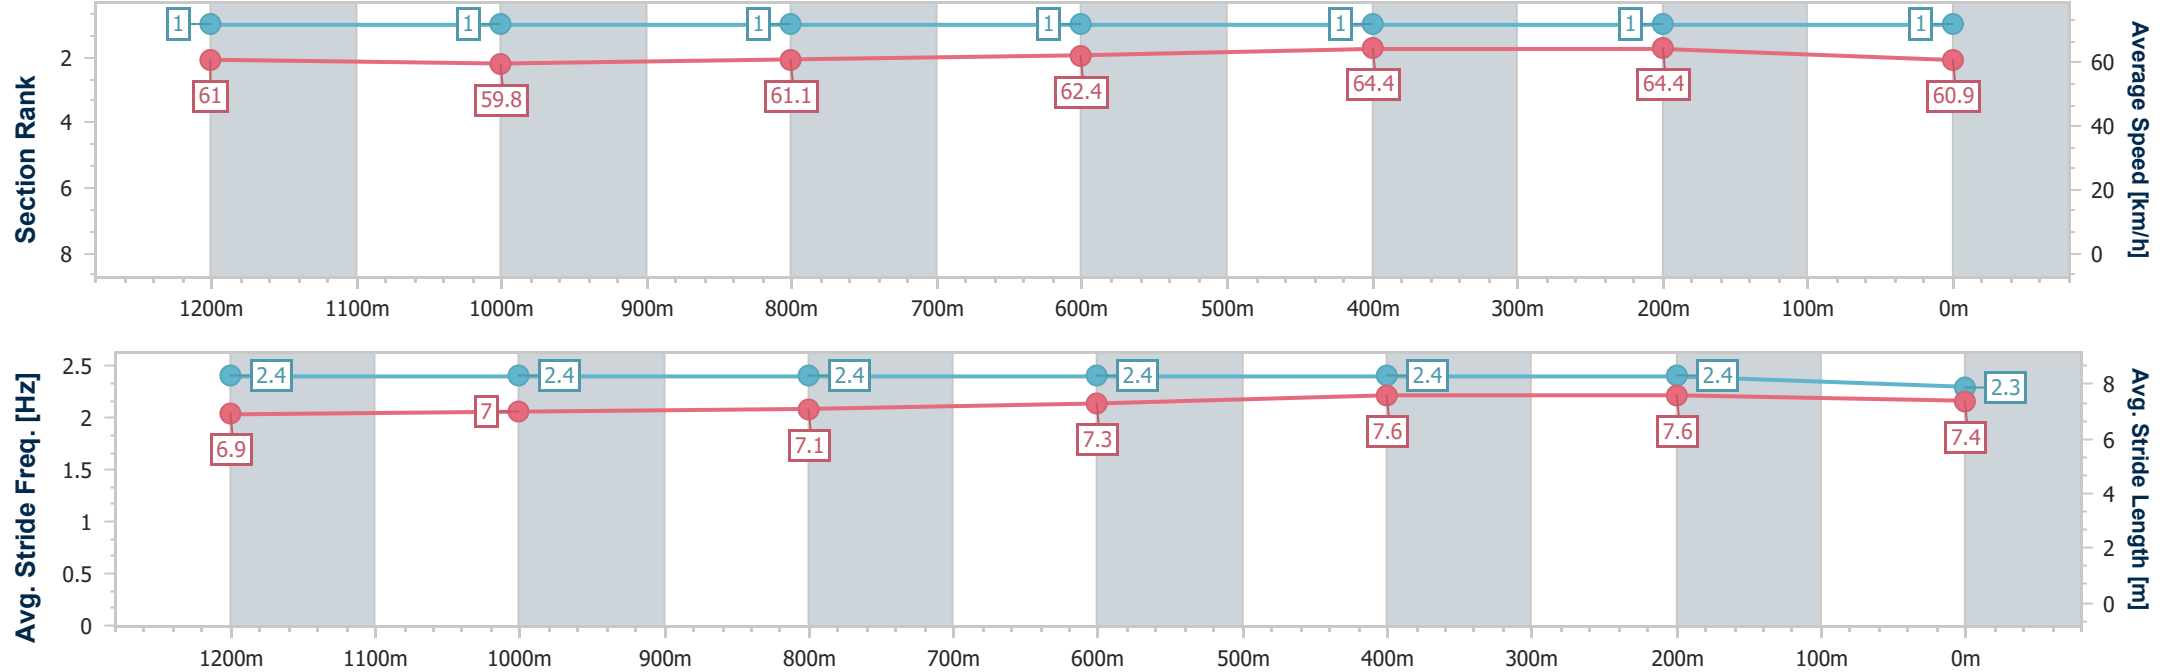 Section Rank
2
4
6
8
1
1
1
1
1
1
1
61
59.8
61.1
62.4
64.4
64.4
60.9
60
40
20
0
Average Speed [km/h]
1200m
1100m
1000m
900m
800m
700m
600m
500m
400m
300m
200m
100m
0m
Avg. Stride Freq. [Hz]
2.5
2
1.5
1
0.5
0
2.4
2.4
2.4
2.4
2.4
2.4
2.3
6.9
7
7.1
7.3
7.6
7.6
7.4
8
6
4
2
0
Avg. Stride Length [m]
1200m
1100m
1000m
900m
800m
700m
600m
500m
400m
300m
200m
100m
0m